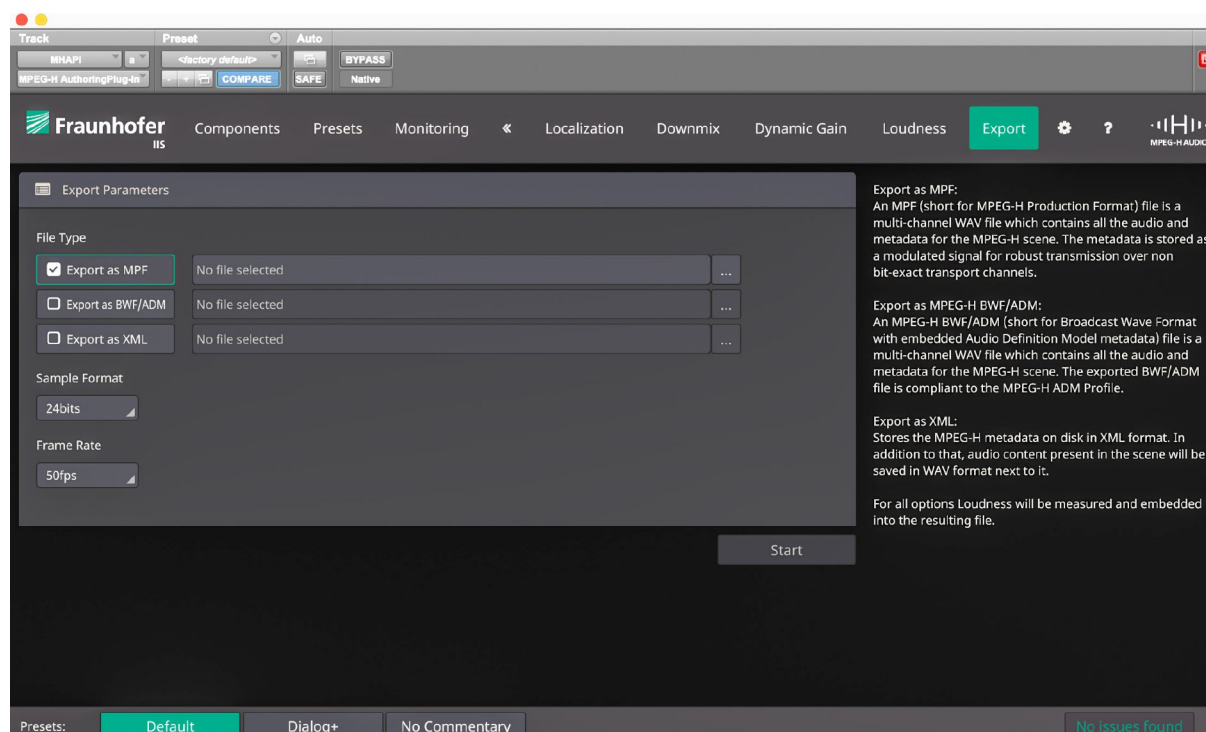 Track Preset Auto
MHAPI a <factory default> BYPASS
MPEG-H AuthoringPlug-In - + COMPARE SAFE Native
Fraunhofer
IIS
Components Presets Monitoring « Localization Downmix Dynamic Gain Loudness Export ?
MPEG-H AUDIO
Export Parameters
File Type
Export as MPF No file selected ...
Export as BWF/ADM No file selected ...
Export as XML No file selected ...
Sample Format
24bits
Frame Rate
50fps
Start
Export as MPF:
An MPF (short for MPEG-H Production Format) file is a
multi-channel WAV file which contains all the audio and
metadata for the MPEG-H scene. The metadata is stored as
a modulated signal for robust transmission over non
bit-exact transport channels.
Export as MPEG-H BWF/ADM:
An MPEG-H BWF/ADM (short for Broadcast Wave Format
with embedded Audio Definition Model metadata) file is a
multi-channel WAV file which contains all the audio and
metadata for the MPEG-H scene. The exported BWF/ADM
file is compliant to the MPEG-H ADM Profile.
Export as XML:
Stores the MPEG-H metadata on disk in XML format. In
addition to that, audio content present in the scene will be
saved in WAV format next to it.
For all options Loudness will be measured and embedded
into the resulting file.
Presets: Default Dialog+ No Commentary No issues found